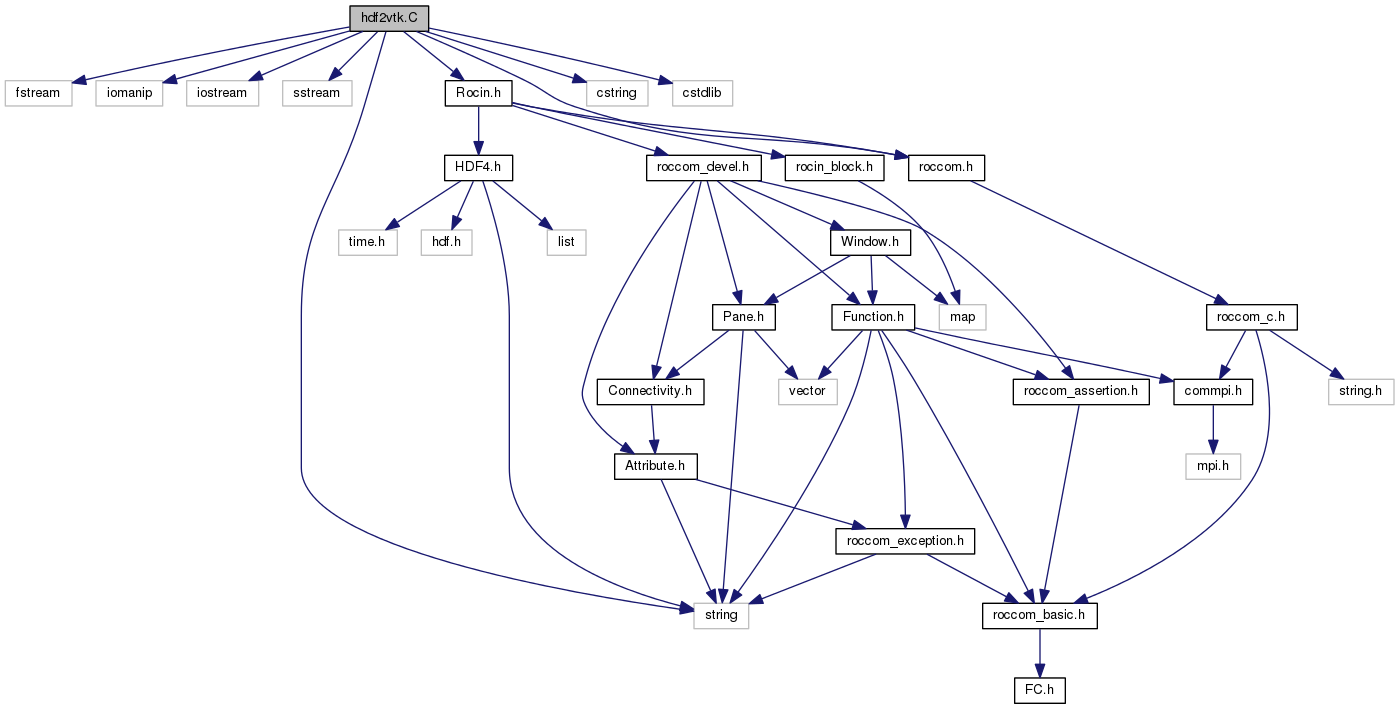 hdf2vtk.C
fstream
iomanip
iostream
sstream
Rocin.h
cstring
cstdlib
HDF4.h
roccom_devel.h
rocin_block.h
roccom.h
time.h
hdf.h
list
Window.h
Pane.h
Function.h
map
roccom_c.h
Connectivity.h
vector
roccom_assertion.h
commpi.h
string.h
Attribute.h
mpi.h
roccom_exception.h
string
roccom_basic.h
FC.h